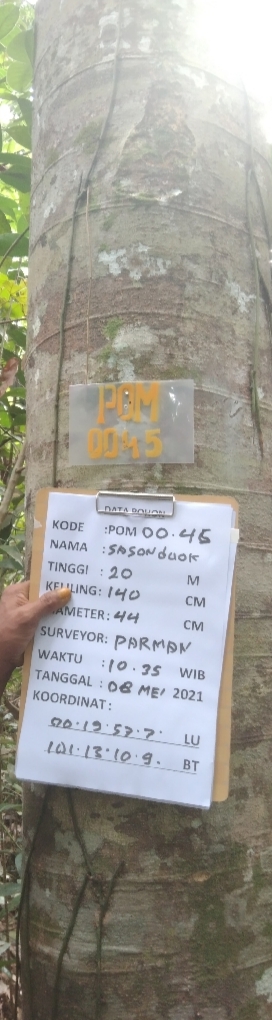 POM
0045
DATA POHON
KODE :POM 00.45
NAMA :SASONduok
TINGGI :20 M
KELILING: 140 CM
DIAMETER: 44 CM
SURVEYOR: PARMAN
WAKTU :10.35 WIB
TANGGAL : 08 MEI 2021
KOORDINAT:
00.19.57.7. LU
101.13.10.9. BT